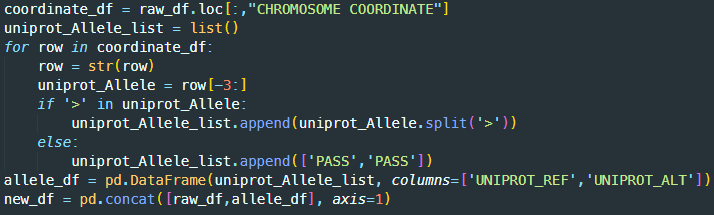 coordinate_df = raw_df.loc[:,"CHROMOSOME COORDINATE"]
uniprot_Allele_list = list()
for row in coordinate_df:
    row = str(row)
    uniprot_Allele = row[-3:]
    if '>' in uniprot_Allele:
        uniprot_Allele_list.append(uniprot_Allele.split('>'))
    else:
        uniprot_Allele_list.append(['PASS','PASS'])
allele_df = pd.DataFrame(uniprot_Allele_list, columns=['UNIPROT_REF','UNIPROT_ALT'])
new_df = pd.concat([raw_df,allele_df], axis=1)